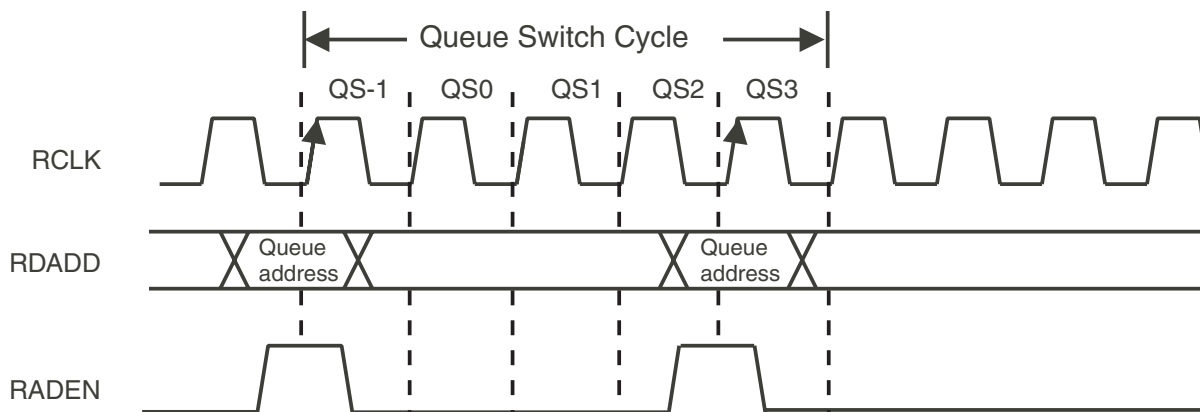 Queue Switch Cycle
QS-1 QS0 QS1 QS2 QS3
RCLK
RDADD
Queue
address
Queue
address
RADEN